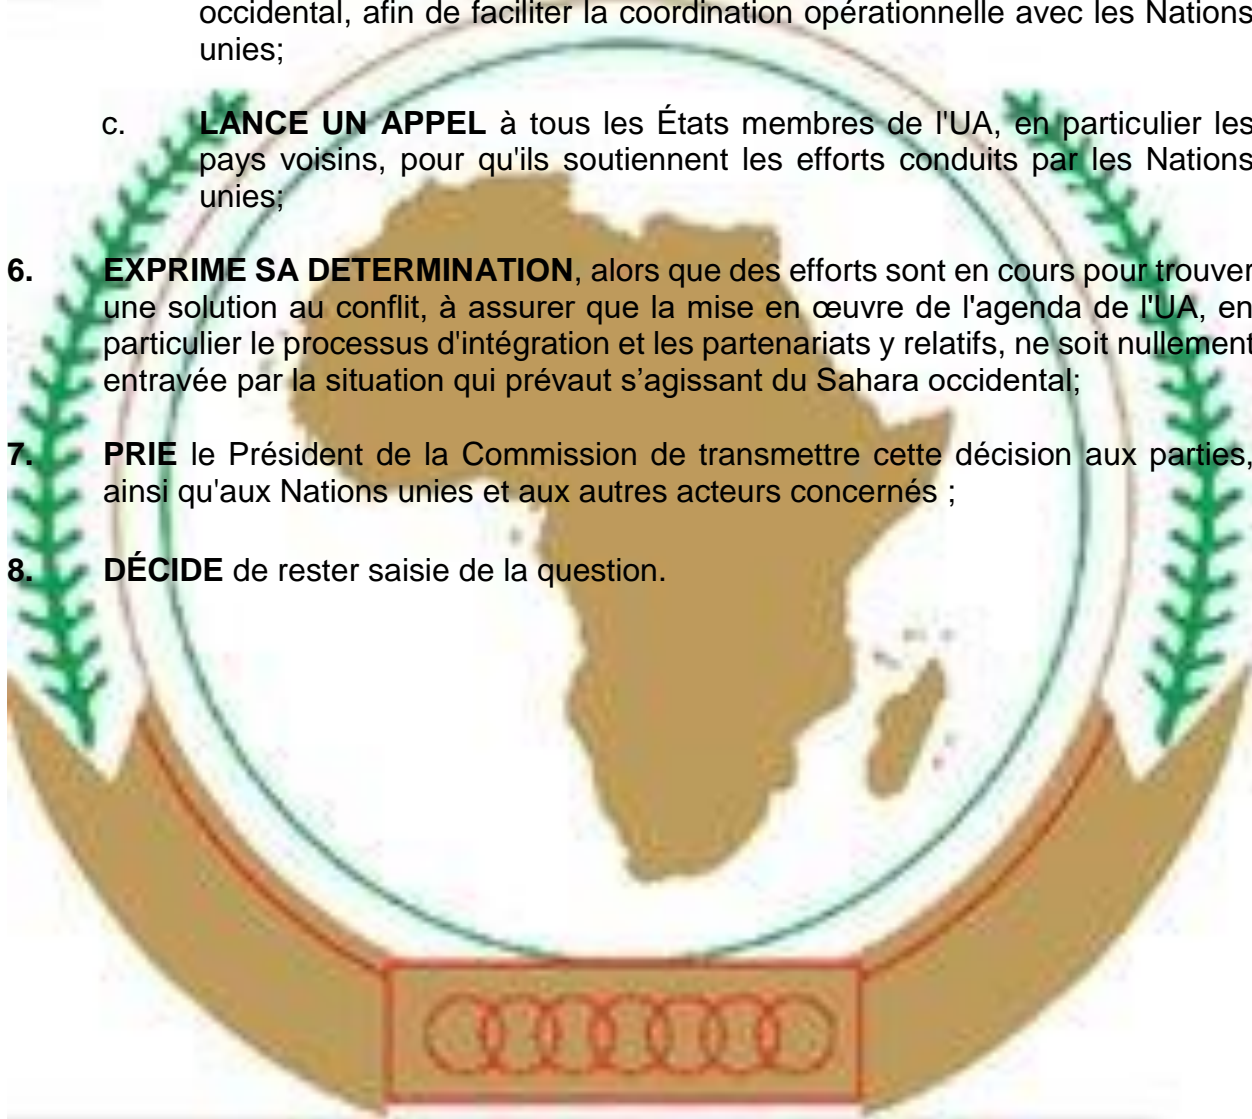 occidental, afin de faciliter la coordination opérationnelle avec les Nations
unies;
c. LANCE UN APPEL à tous les États membres de l'UA, en particulier les
pays voisins, pour qu'ils soutiennent les efforts conduits par les Nations
unies;
6. EXPRIME SA DETERMINATION, alors que des efforts sont en cours pour trouver
une solution au conflit, à assurer que la mise en œuvre de l'agenda de l'UA, en
particulier le processus d'intégration et les partenariats y relatifs, ne soit nullement
entravée par la situation qui prévaut s’agissant du Sahara occidental;
7. PRIE le Président de la Commission de transmettre cette décision aux parties,
ainsi qu'aux Nations unies et aux autres acteurs concernés ;
8. DÉCIDE de rester saisie de la question.